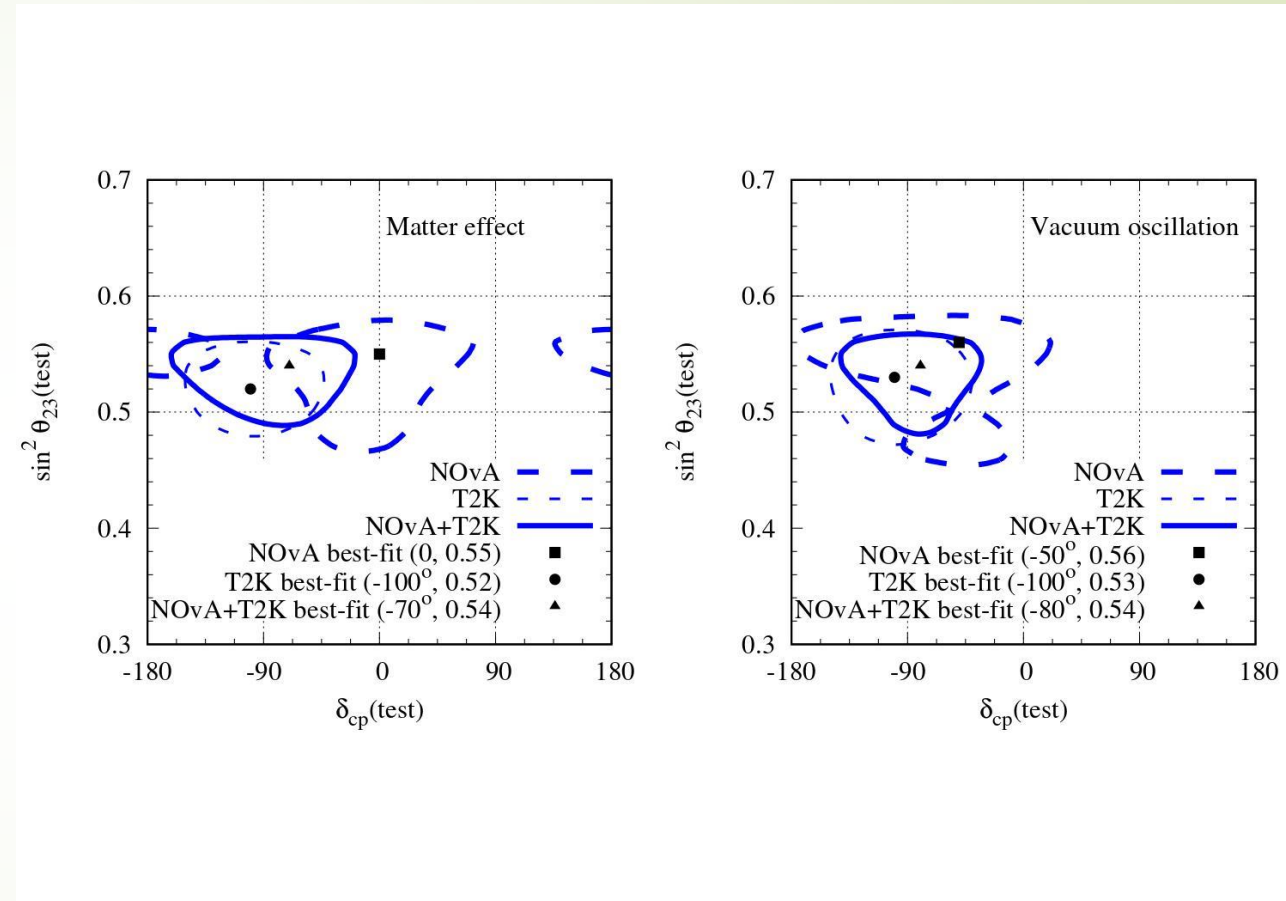 0.7
0.6
0.5
0.4
0.3
-180
-90
0
90
180
sin² θ₂₃(test)
δcp(test)
Matter effect
NOvA
T2K
NOvA+T2K
NOvA best-fit (0, 0.55)
T2K best-fit (-100°, 0.52)
NOvA+T2K best-fit (-70°, 0.54)
0.7
0.6
0.5
0.4
0.3
-180
-90
0
90
180
sin² θ₂₃(test)
δcp(test)
Vacuum oscillation
NOvA
T2K
NOvA+T2K
NOvA best-fit (-50°, 0.56)
T2K best-fit (-100°, 0.53)
NOvA+T2K best-fit (-80°, 0.54)